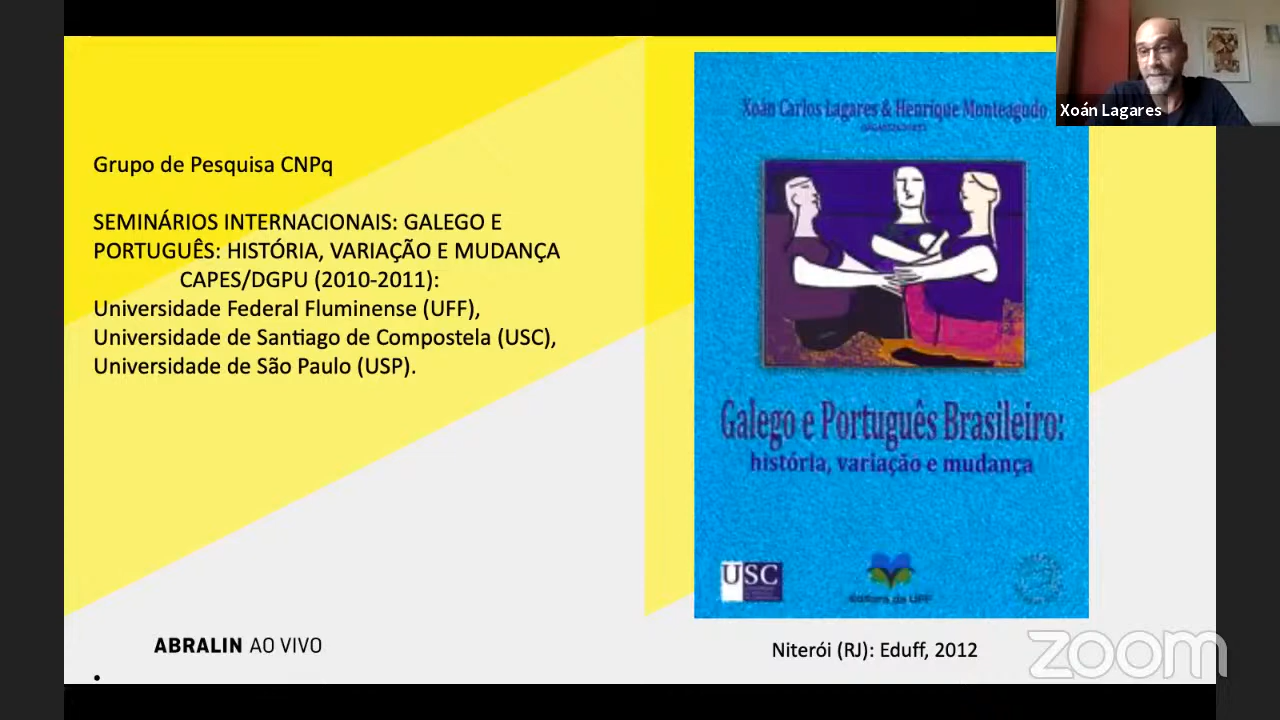 Grupo de Pesquisa CNPq
SEMINÁRIOS INTERNACIONAIS: GALEGO E
PORTUGUÊS: HISTÓRIA, VARIAÇÃO E MUDANÇA
CAPES/DGPU (2010-2011):
Universidade Federal Fluminense (UFF),
Universidade de Santiago de Compostela (USC),
Universidade de São Paulo (USP).
ABRALIN AO VIVO
Xoán Carlos Lagares & Henrique Monteagudo
Galego e Português Brasileiro:
história, variação e mudança
USC
Editora da UFF
Niterói (RJ): Eduff, 2012
Xoán Lagares
zoom